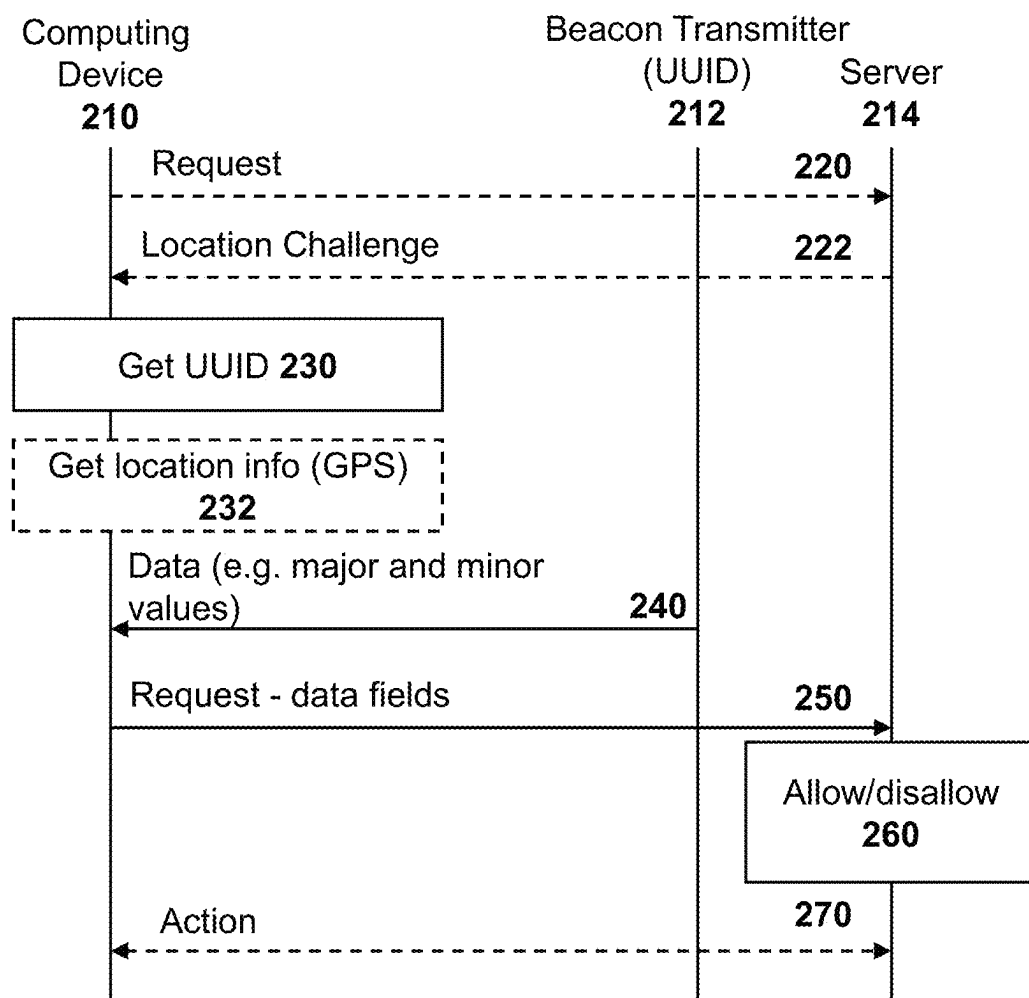 Computing
Device
210
Beacon Transmitter
(UUID)
212
Server
214
Request
220
Location Challenge
222
Get UUID 230
Get location info (GPS)
232
Data (e.g. major and minor
values)
240
Request - data fields
250
Allow/disallow
260
Action
270